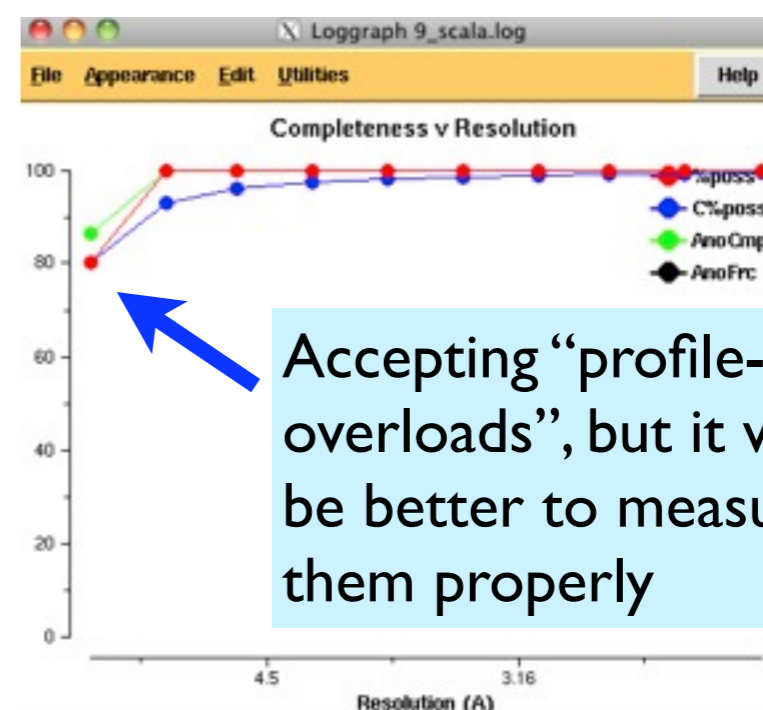 Loggraph 9_scala.log
File Appearance Edit Utilities Help
Completeness v Resolution
100
80
60
40
20
0
%poss
C%poss
AnoCmp
AnoFrc
Accepting “profile-
overloads”, but it
be better to
them properly
4.5 3.16
Resolution (A)